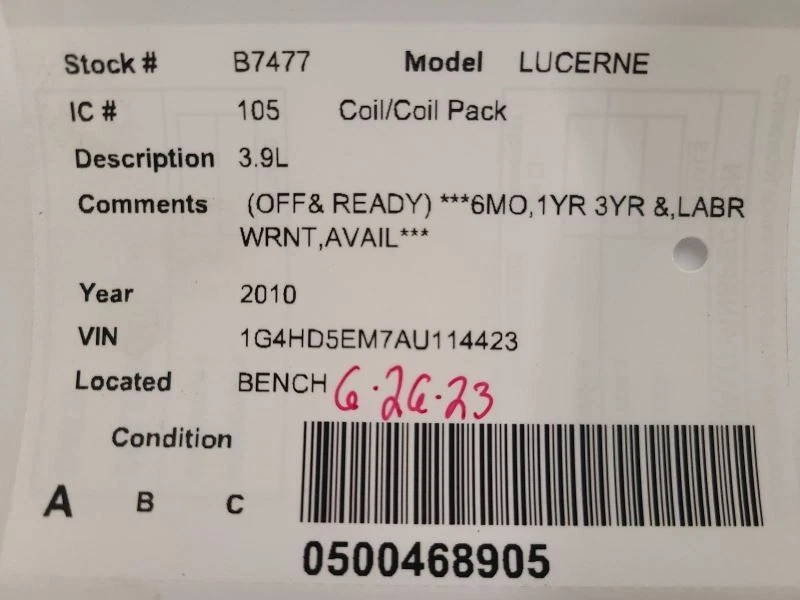 Stock # B7477 Model LUCERNE
IC # 105 Coil/Coil Pack
Description 3.9L
Comments (OFF& READY) ***6MO,1YR 3YR &,LABR
WRNT,AVAIL***
Year 2010
VIN 1G4HD5EM7AU114423
Located BENCH 6·26·23
Condition
A B C
0500468905